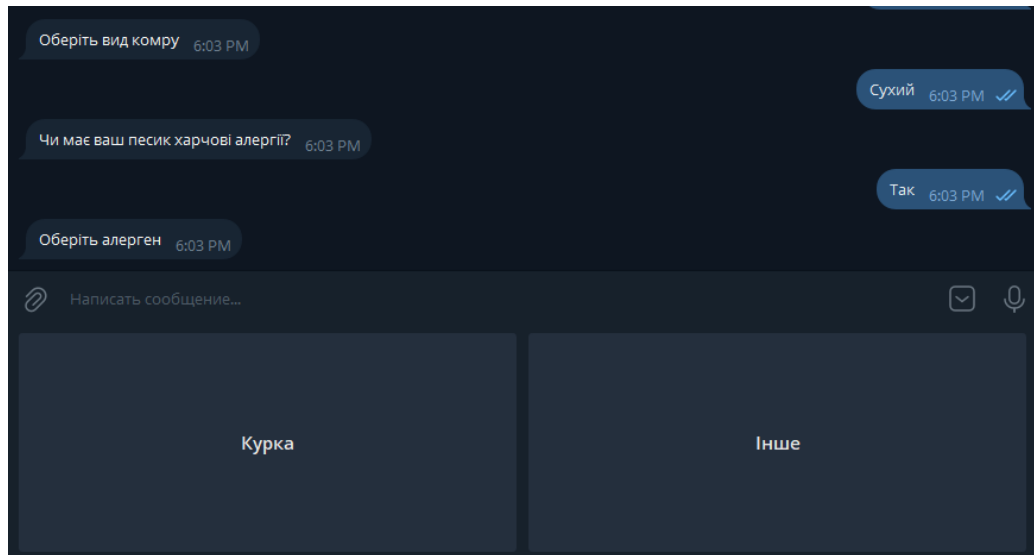 Оберіть вид комру 6:03 PM
Сухий 6:03 PM
Чи має ваш песик харчові алергії? 6:03 PM
Так 6:03 PM
Оберіть алерген 6:03 PM
Написать сообщение...
Курка
Інше